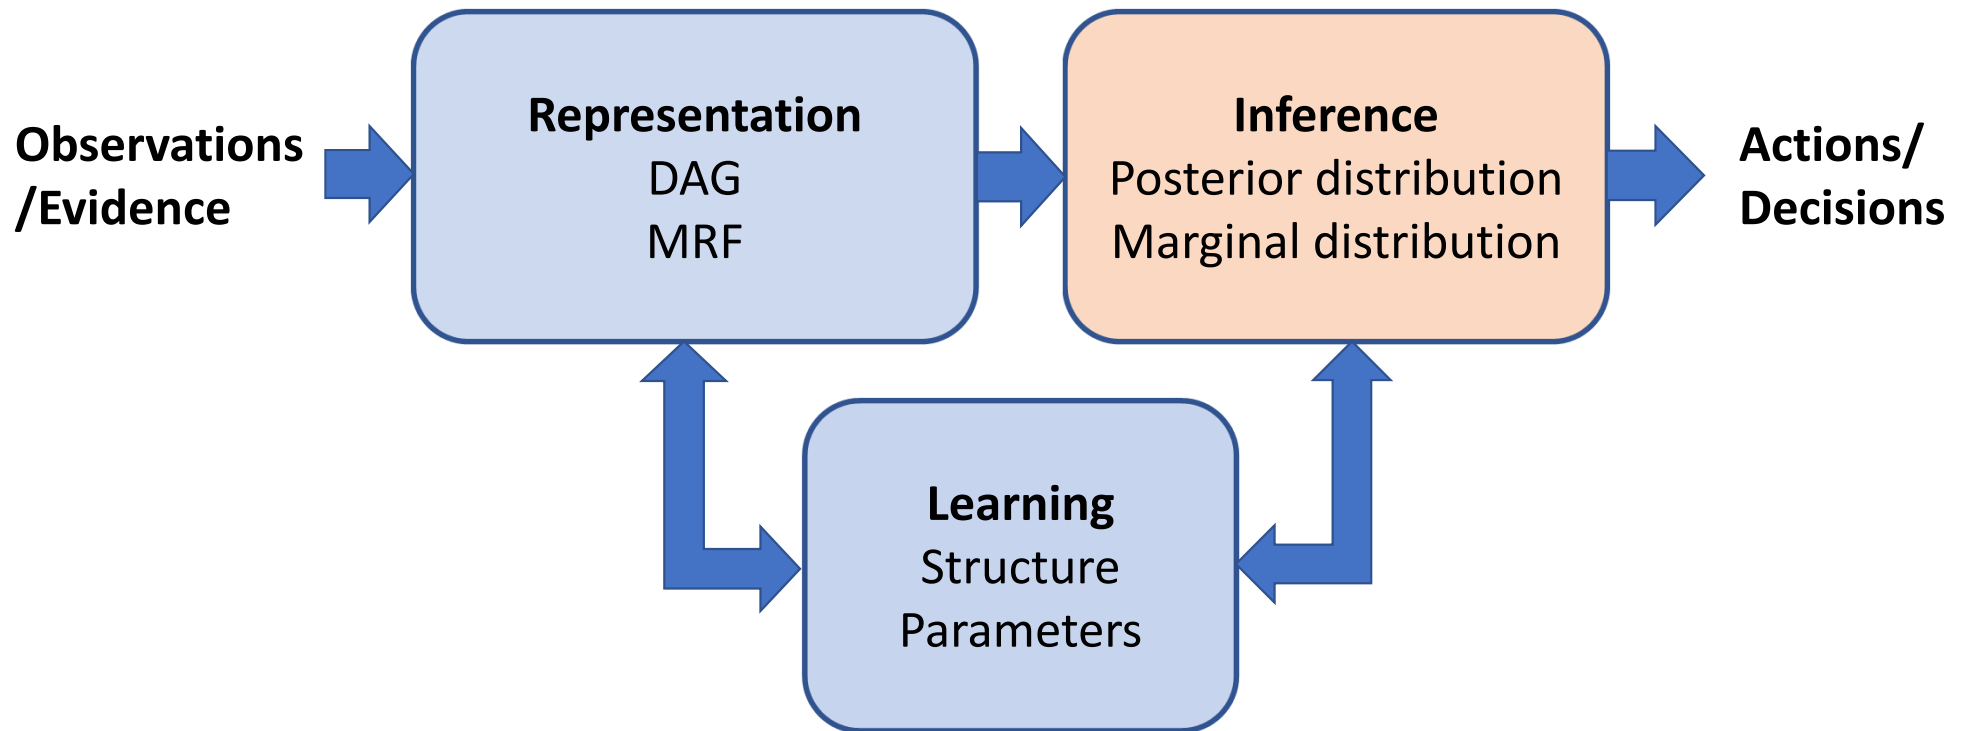 Observations
/Evidence
Representation
DAG
MRF
Inference
Posterior distribution
Marginal distribution
Actions/
Decisions
Learning
Structure
Parameters